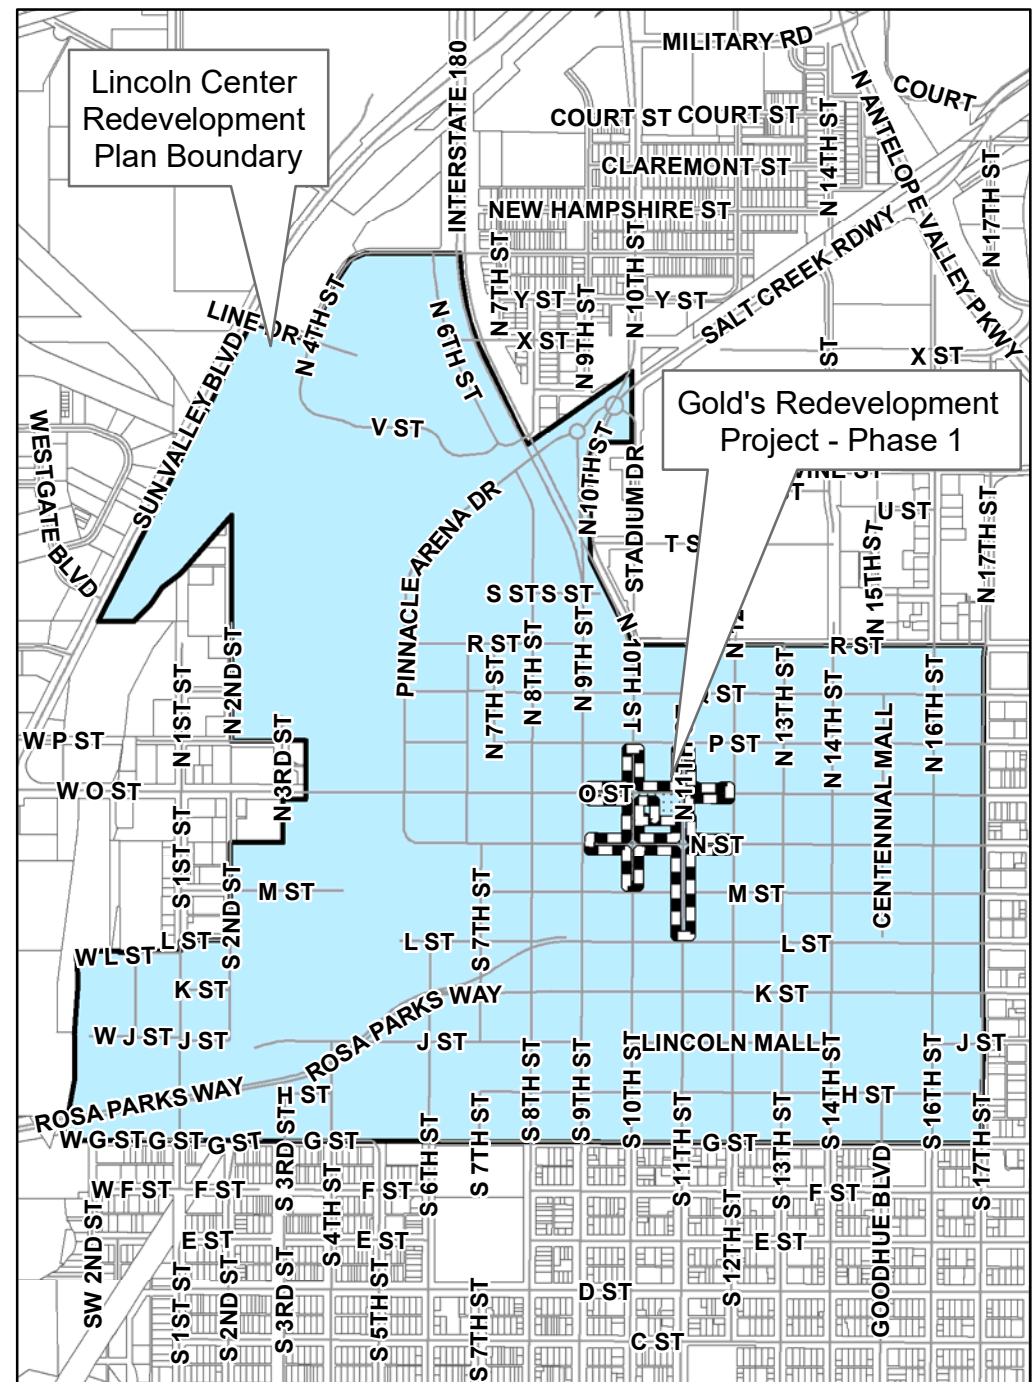 MILITARY RD
INTERSTATE 180
Lincoln Center
Redevelopment
Plan Boundary
N ANTELOPE VALLEY PKWY
COURT
COURT ST
COURT ST
N 14TH ST
CLAREMONT ST
N 17TH ST
NEW HAMPSHIRE ST
N 7TH ST
N 10TH ST
SALT CREEK RDWY
N 4TH ST
LINE DR
N 6TH ST
Y ST
N 9TH ST
Y ST
X ST
ST
X ST
SUN VALLEY BLVD
Gold's Redevelopment
Project - Phase 1
WESTGATE BLVD
V ST
N 10TH ST
STADIUM DR
U ST
N 17TH ST
PINNACLE ARENA DR
N 15TH ST
S ST
S ST
N 2ND ST
R ST
N 8TH ST
N 9TH ST
N 10TH ST
R ST
N 1ST ST
N 7TH ST
N 13TH ST
N 14TH ST
N 16TH ST
Q ST
CENTENNIAL MALL
W P ST
N 3RD ST
P ST
W O ST
O ST
N 11TH
S 1ST ST
N ST
S 2ND ST
M ST
S 7TH ST
M ST
W L ST
L ST
L ST
L ST
K ST
ROSA PARKS WAY
K ST
W J ST
J ST
J ST
LINCOLN MALL
J ST
S 8TH ST
S 9TH ST
S 10TH ST
S 14TH ST
S 16TH ST
ROSA PARKS WAY
H ST
H ST
S 3RD ST
S 6TH ST
S 7TH ST
S 11TH ST
S 13TH ST
S 17TH ST
W G ST
G ST
G ST
G ST
G ST
S 4TH ST
GOODHUE BLVD
W F ST
F ST
F ST
F ST
SW 2ND ST
S 12TH ST
E ST
E ST
E ST
S 1ST ST
S 2ND ST
S 3RD ST
S 5TH ST
S 7TH ST
D ST
C ST